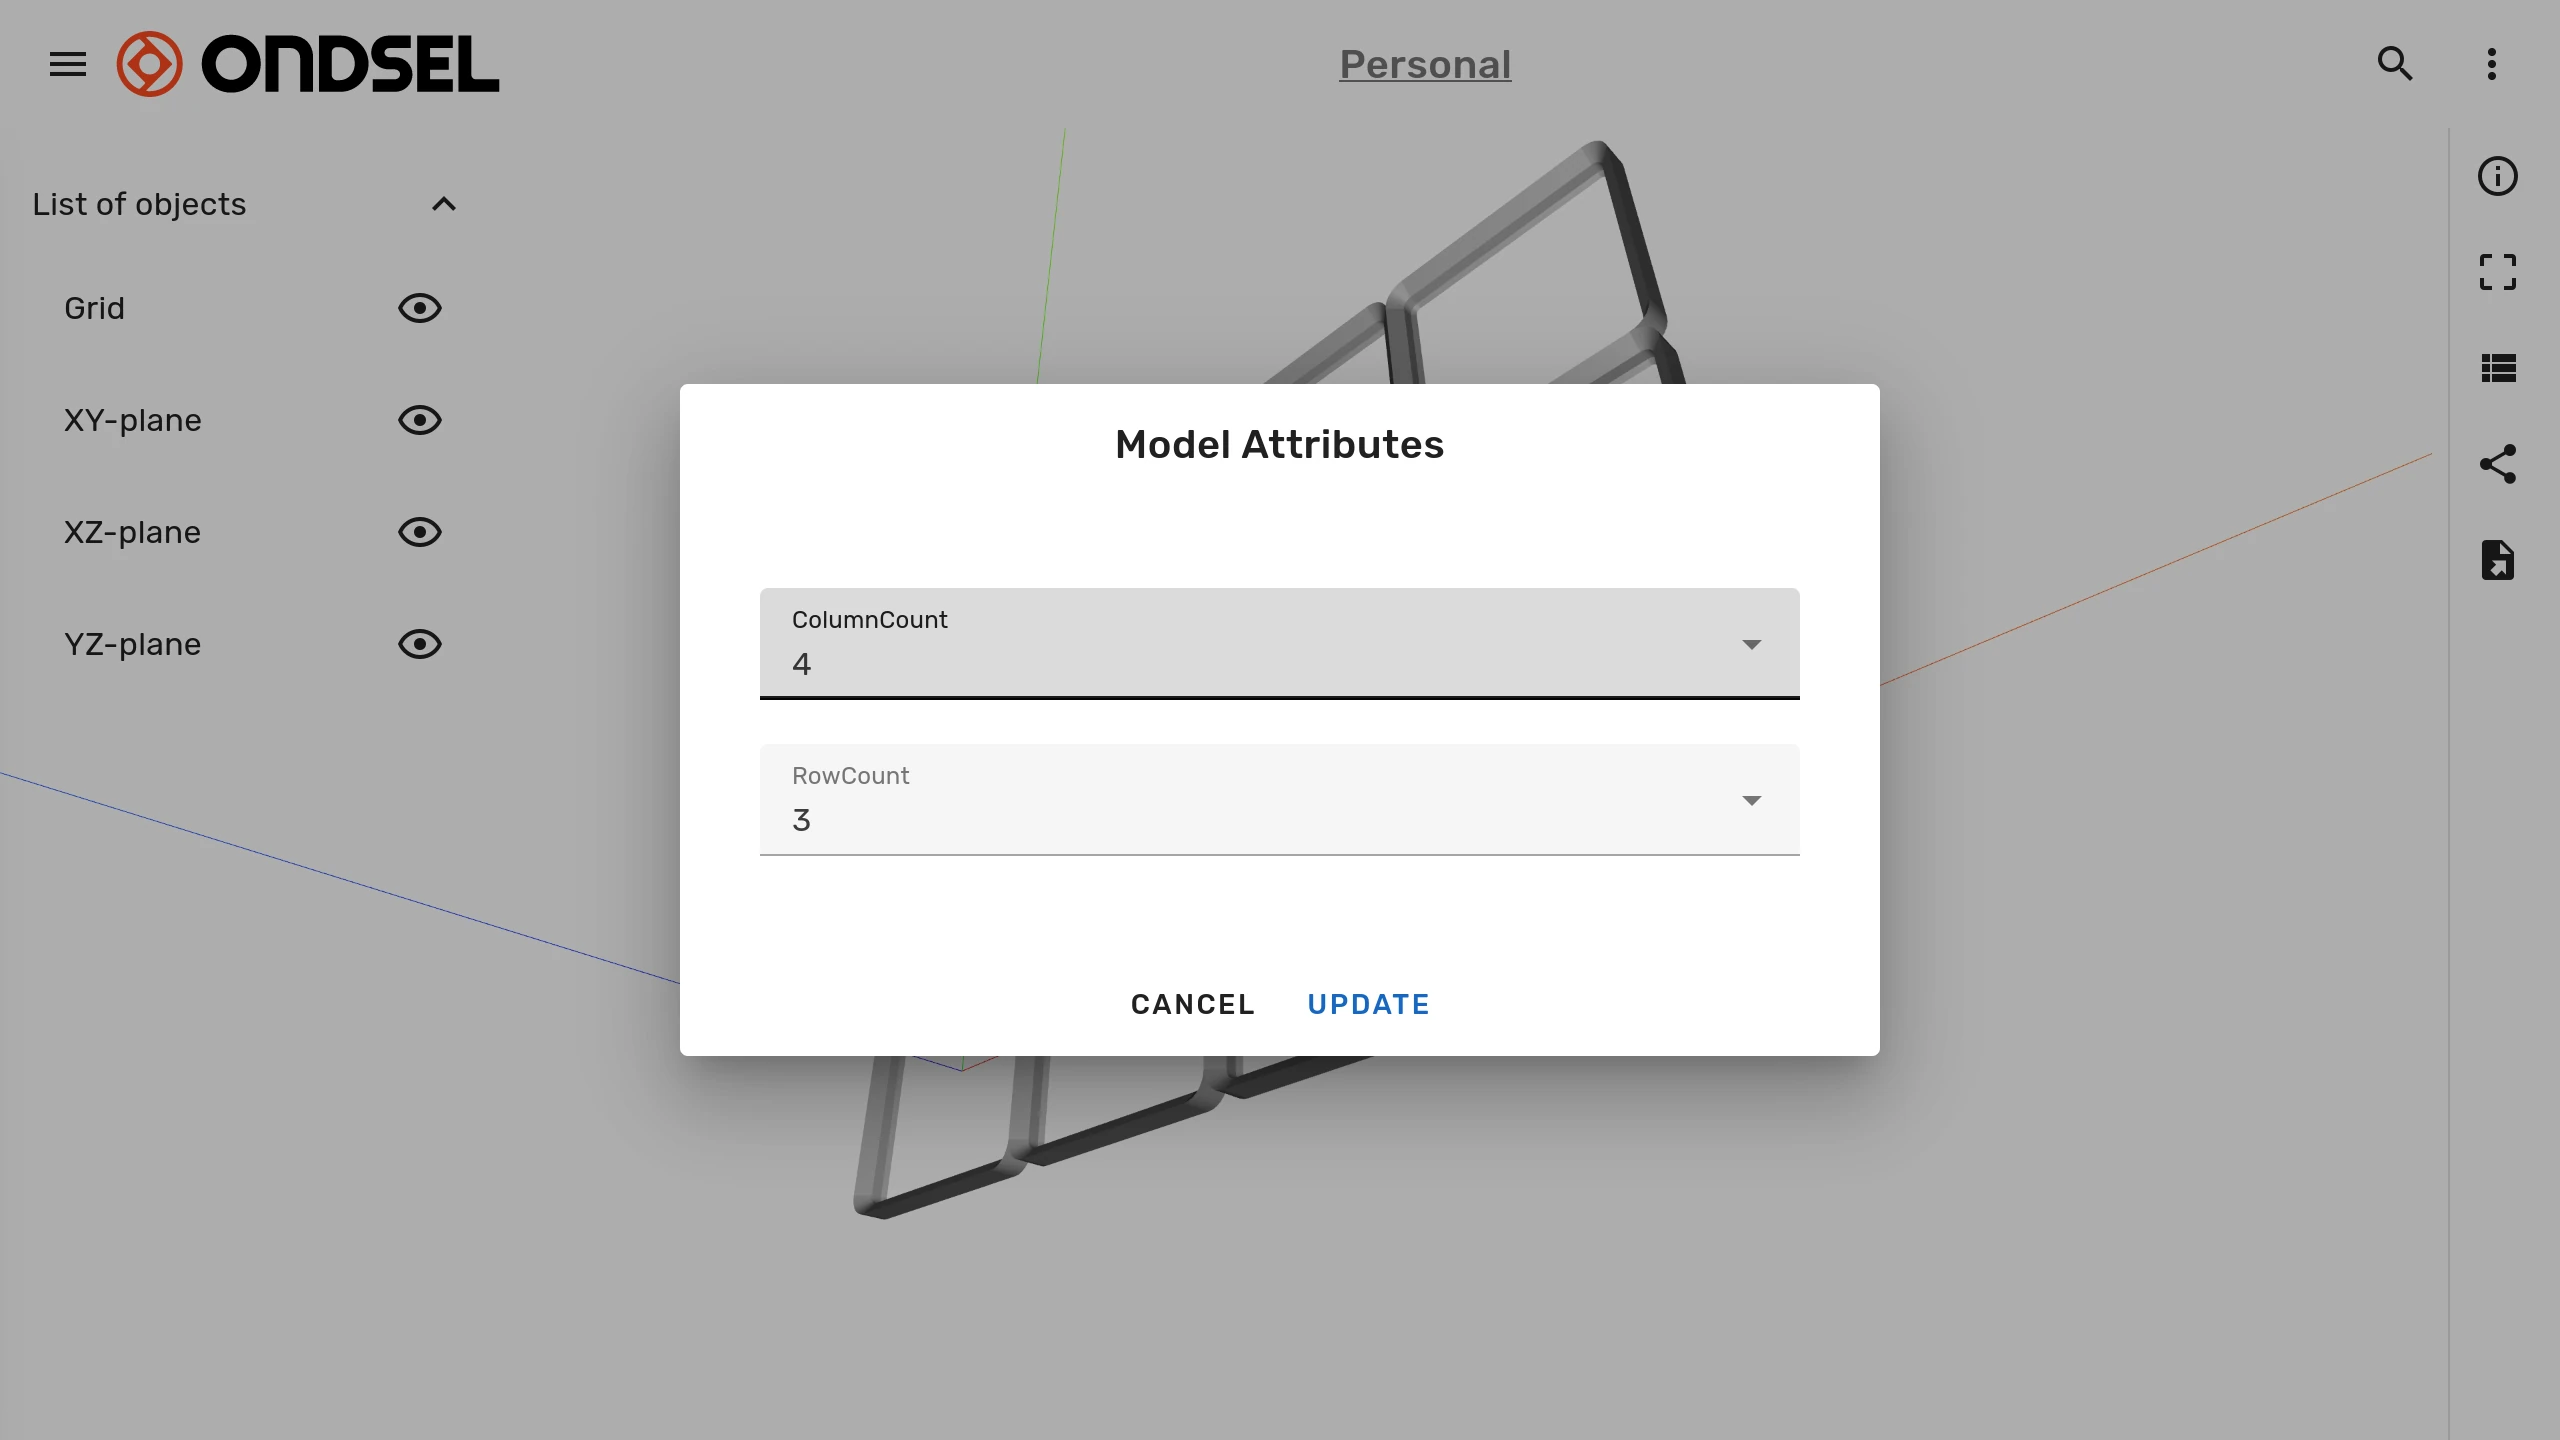 ONDSEL
Personal
List of objects
Grid
XY-plane
XZ-plane
YZ-plane
Model Attributes
ColumnCount
4
RowCount
3
CANCEL UPDATE